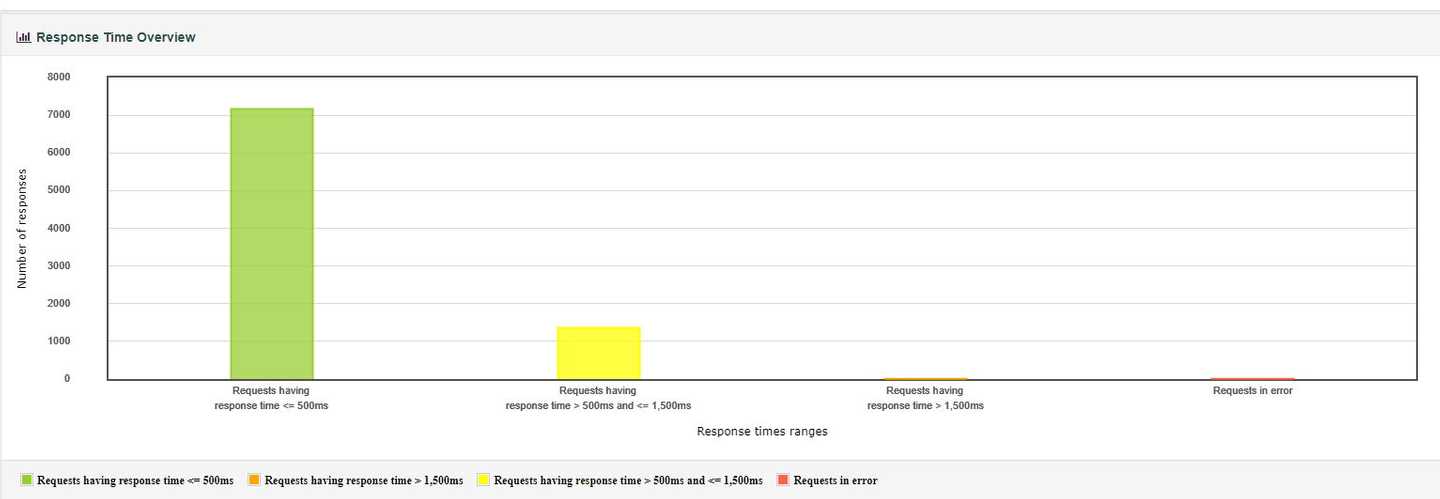 Response Time Overview
8000
7000
6000
5000
4000
3000
2000
1000
0
Number of responses
Requests having
response time <= 500ms
Requests having
response time > 500ms and <= 1,500ms
Requests having
response time > 1,500ms
Requests in error
Response times ranges
Requests having response time <= 500ms Requests having response time > 1,500ms Requests having response time > 500ms and <= 1,500ms Requests in error